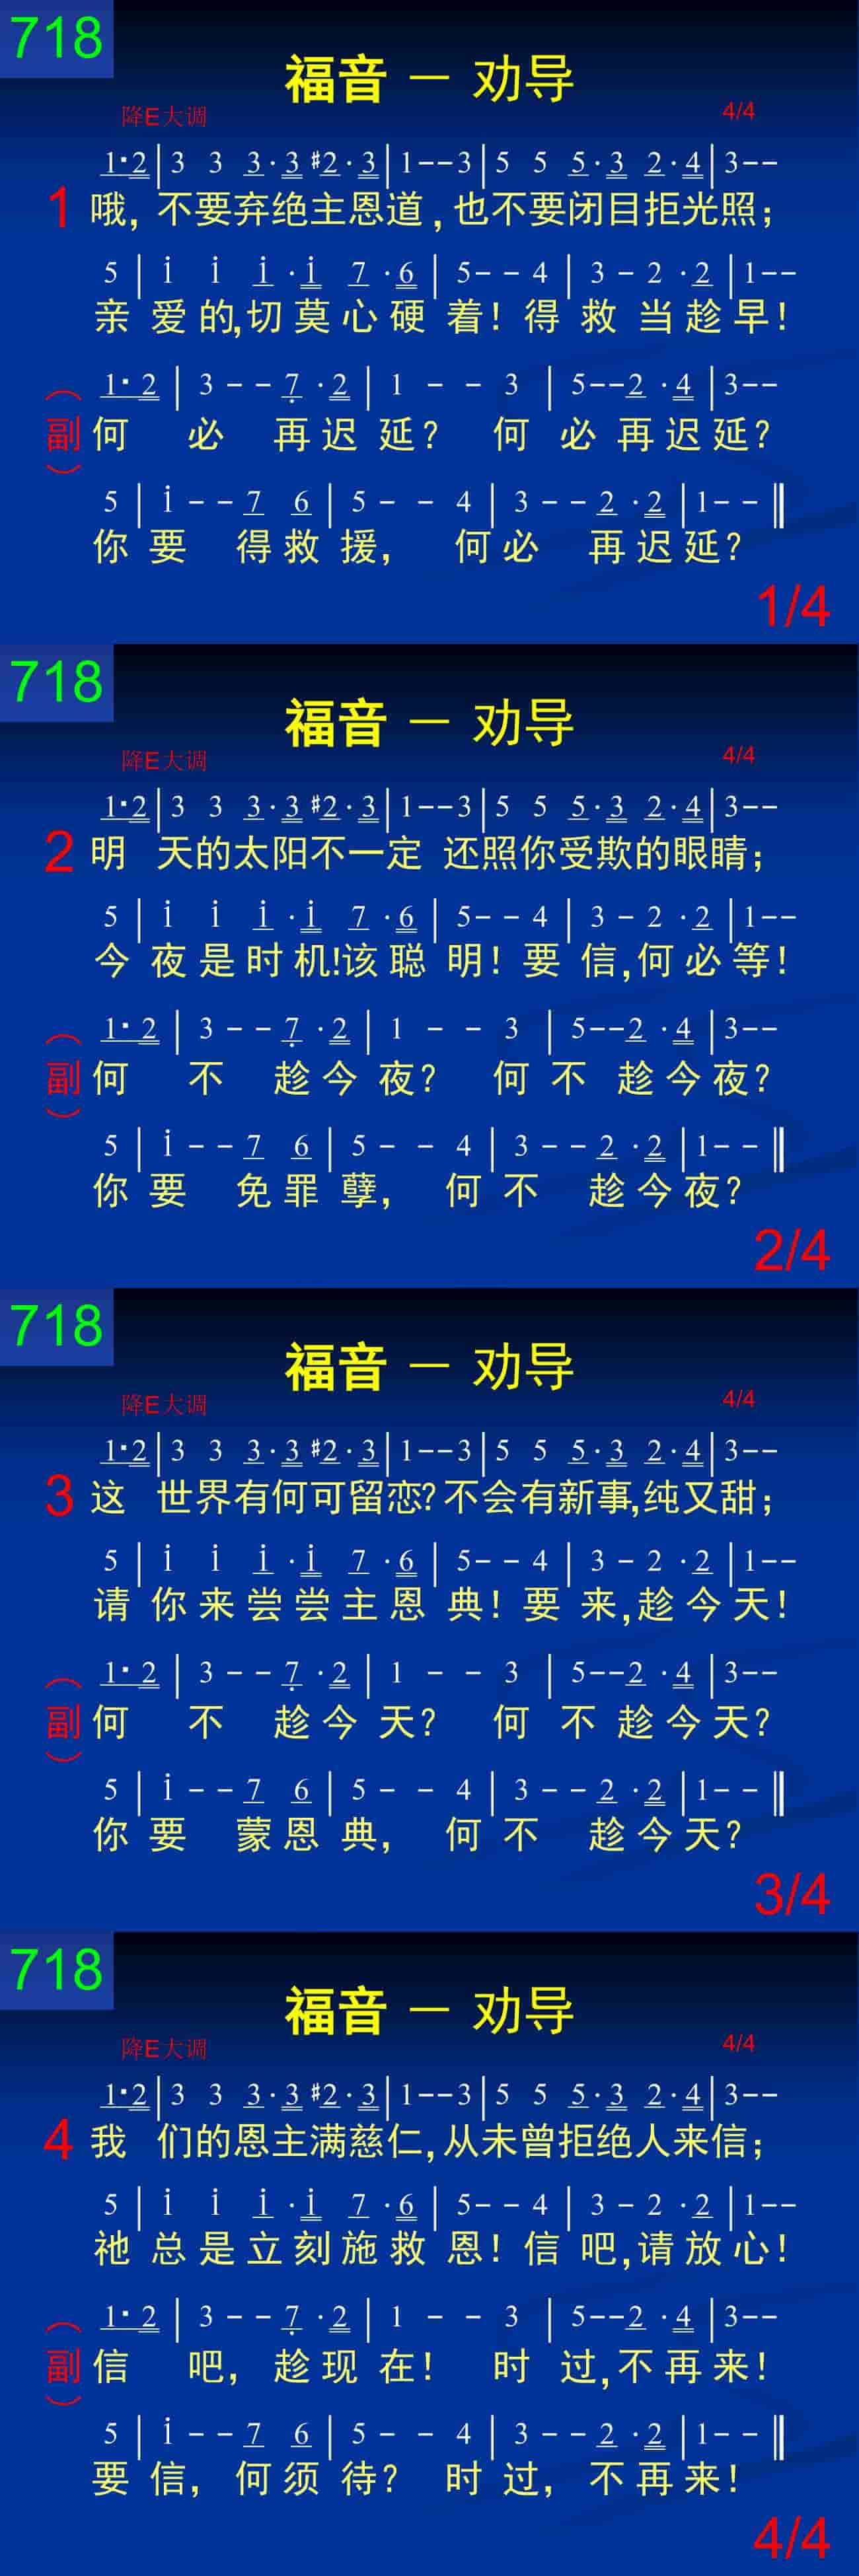 718
福音 － 劝导
降E大调 4/4
1·2|3 3 3·3 #2·3|1--3|5 5 5·3 2·4|3--
1 哦，不要弃绝主恩道，也不要闭目拒光照；
5|i i i·i 7·6|5--4|3-2·2|1--
亲爱的,切莫心硬着！得救当趁早！
1·2|3--7·2|1--3|5--2·4|3--
（副）何必再迟延？何必再迟延？
5|i--7 6|5--4|3--2·2|1--‖
你要得救援，何必再迟延？
1/4
718
福音 － 劝导
降E大调 4/4
1·2|3 3 3·3 #2·3|1--3|5 5 5·3 2·4|3--
2 明天的太阳不一定 还照你受欺的眼睛；
5|i i i·i 7·6|5--4|3-2·2|1--
今夜是时机!该聪明！要信,何必等！
1·2|3--7·2|1--3|5--2·4|3--
（副）何不趁今夜？何不趁今夜？
5|i--7 6|5--4|3--2·2|1--‖
你要免罪孽，何不趁今夜？
2/4
718
福音 － 劝导
降E大调 4/4
1·2|3 3 3·3 #2·3|1--3|5 5 5·3 2·4|3--
3 这世界有何可留恋?不会有新事,纯又甜；
5|i i i·i 7·6|5--4|3-2·2|1--
请你来尝尝主恩典！要来,趁今天！
1·2|3--7·2|1--3|5--2·4|3--
（副）何不趁今天？何不趁今天？
5|i--7 6|5--4|3--2·2|1--‖
你要蒙恩典，何不趁今天？
3/4
718
福音 － 劝导
降E大调 4/4
1·2|3 3 3·3 #2·3|1--3|5 5 5·3 2·4|3--
4 我们的恩主满慈仁,从未曾拒绝人来信；
5|i i i·i 7·6|5--4|3-2·2|1--
祂总是立刻施救恩！信吧,请放心！
1·2|3--7·2|1--3|5--2·4|3--
（副）信吧，趁现在！时过,不再来！
5|i--7 6|5--4|3--2·2|1--‖
要信，何须待？时过，不再来！
4/4